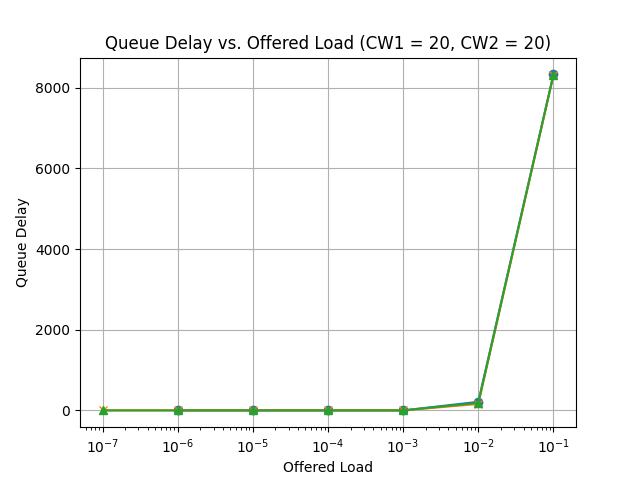 Queue Delay vs. Offered Load (CW1 = 20, CW2 = 20)
8000
6000
4000
2000
0
Queue Delay
10⁻⁷ 10⁻⁶ 10⁻⁵ 10⁻⁴ 10⁻³ 10⁻² 10⁻¹
Offered Load